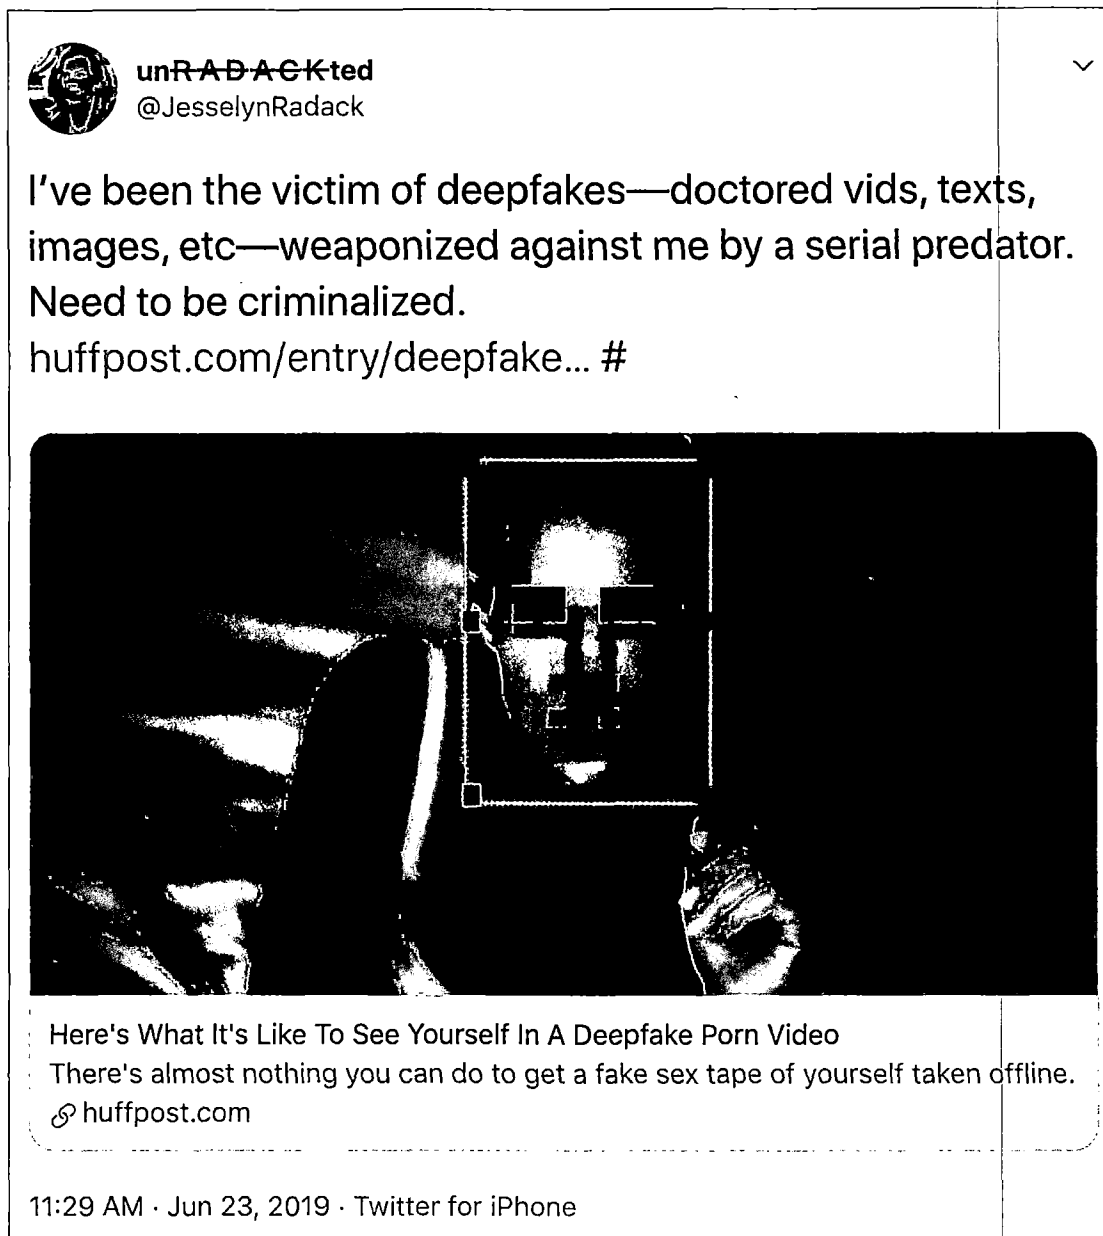 unRADACKted
@JesselynRadack
I've been the victim of deepfakes—doctored vids, texts,
images, etc—weaponized against me by a serial predator.
Need to be criminalized.
huffpost.com/entry/deepfake... #
Here's What It's Like To See Yourself In A Deepfake Porn Video
There's almost nothing you can do to get a fake sex tape of yourself taken offline.
huffpost.com
11:29 AM · Jun 23, 2019 · Twitter for iPhone